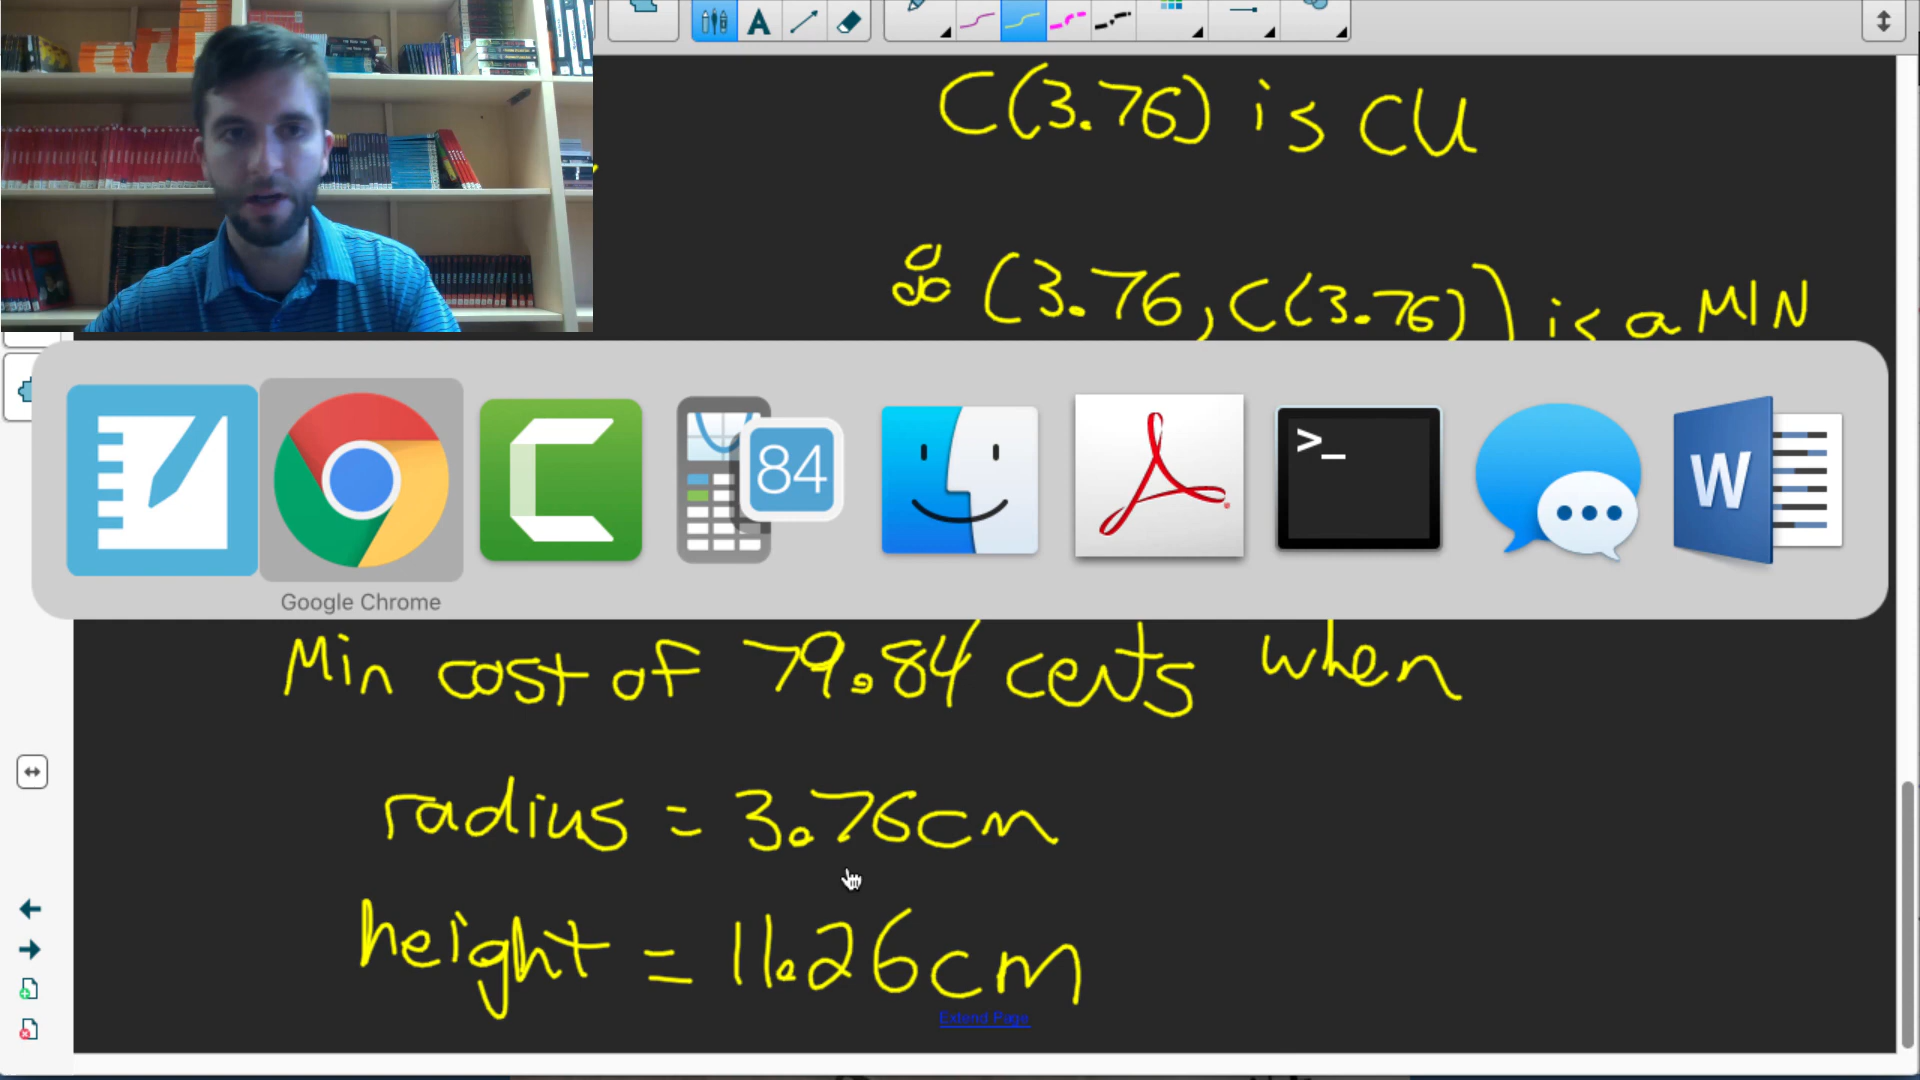 A
C(3.76) is CU
∴ (3.76, C(3.76)) is a MIN
84
>_
W
Google Chrome
Min cost of 79.84 cents when
radius = 3.76cm
height = 11.26cm
Extend Page